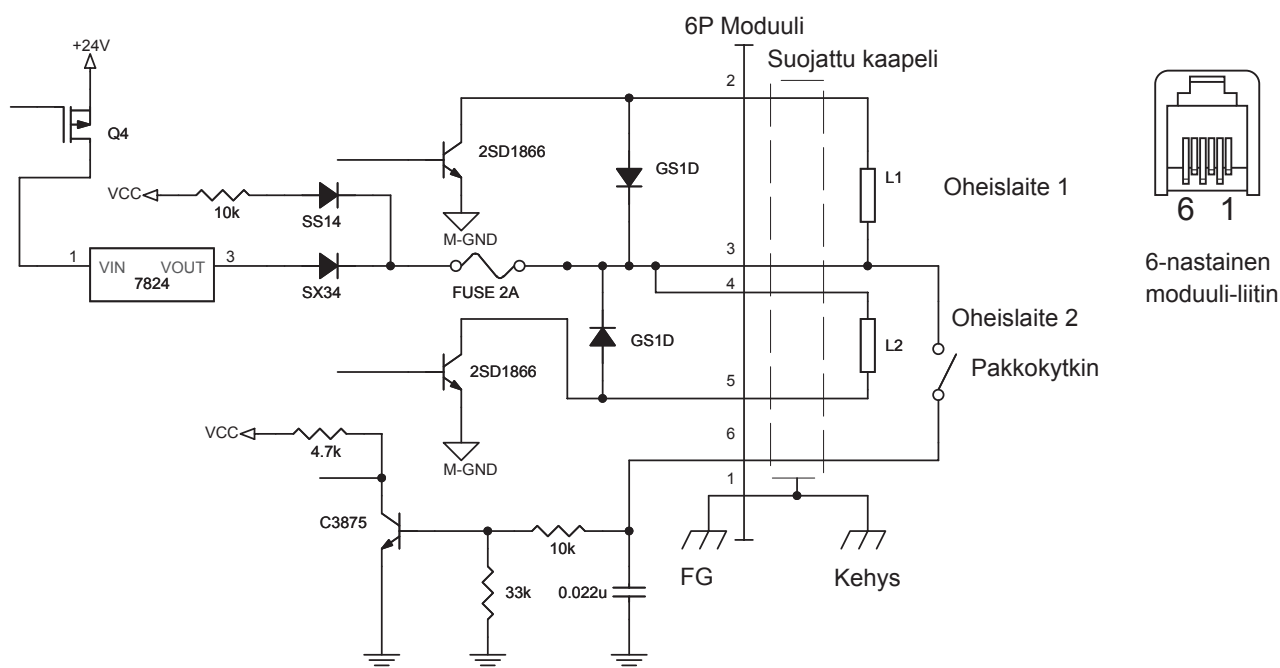 6P Moduuli
+24V
Suojattu kaapeli
2
Q4
2SD1866
GS1D
VCC
10k
SS14
L1
Oheislaite 1
6 1
M-GND
1
VIN
VOUT
7824
3
SX34
FUSE 2A
3
4
6-nastainen
moduuli-liitin
Oheislaite 2
GS1D
L2
2SD1866
Pakkokytkin
5
VCC
4.7k
6
M-GND
1
C3875
10k
33k
0.022u
FG
Kehys